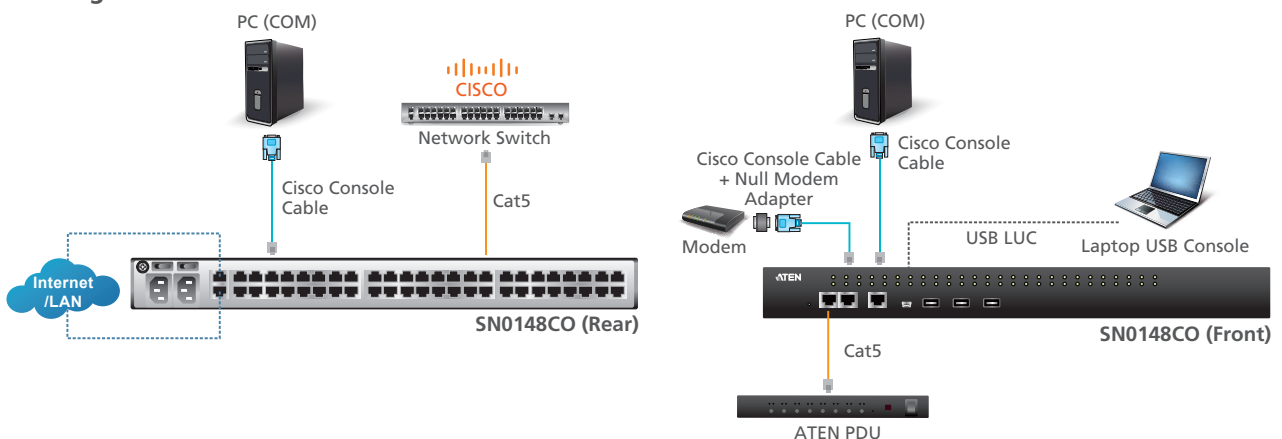 PC (COM)
CISCO
Network Switch
Cisco Console
Cable
Cat5
Internet
/LAN
SN0148CO (Rear)
PC (COM)
Cisco Console
Cable
Cisco Console Cable
+ Null Modem
Adapter
Modem
USB LUC
Laptop USB Console
ATEN
SN0148CO (Front)
Cat5
ATEN PDU